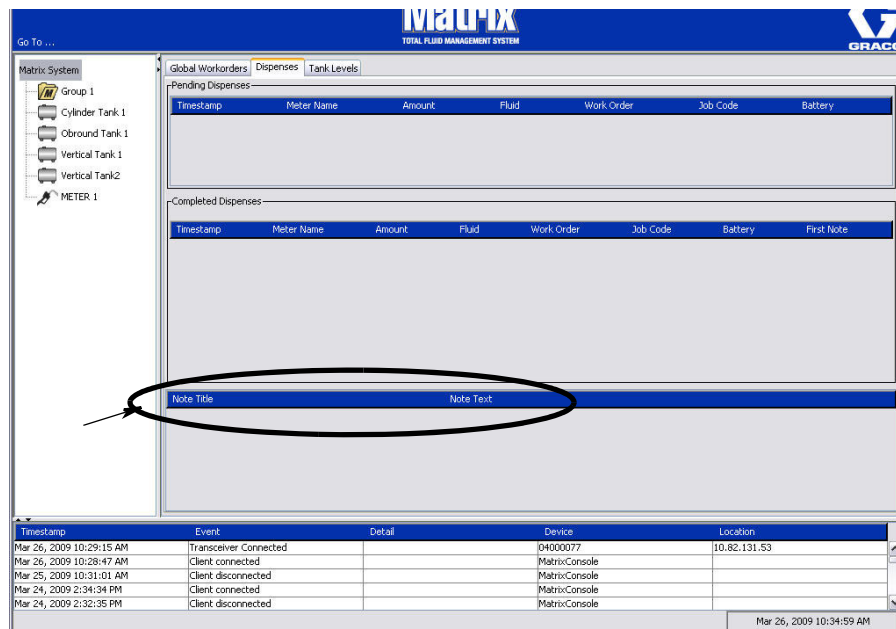 Matrix
TOTAL FLUID MANAGEMENT SYSTEM
GRACO
Go To ...
Matrix System
Group 1
Cylinder Tank 1
Obround Tank 1
Vertical Tank 1
Vertical Tank2
METER 1
Global Workorders Dispenses Tank Levels
Pending Dispenses
Timestamp Meter Name Amount Fluid Work Order Job Code Battery
Completed Dispenses
Timestamp Meter Name Amount Fluid Work Order Job Code Battery First Note
Note Title Note Text
Timestamp Event Detail Device Location
Mar 26, 2009 10:29:15 AM Transceiver Connected 04000077 10.82.131.53
Mar 26, 2009 10:28:47 AM Client connected MatrixConsole
Mar 25, 2009 10:31:01 AM Client disconnected MatrixConsole
Mar 24, 2009 2:34:34 PM Client connected MatrixConsole
Mar 24, 2009 2:32:35 PM Client disconnected MatrixConsole
Mar 26, 2009 10:34:59 AM